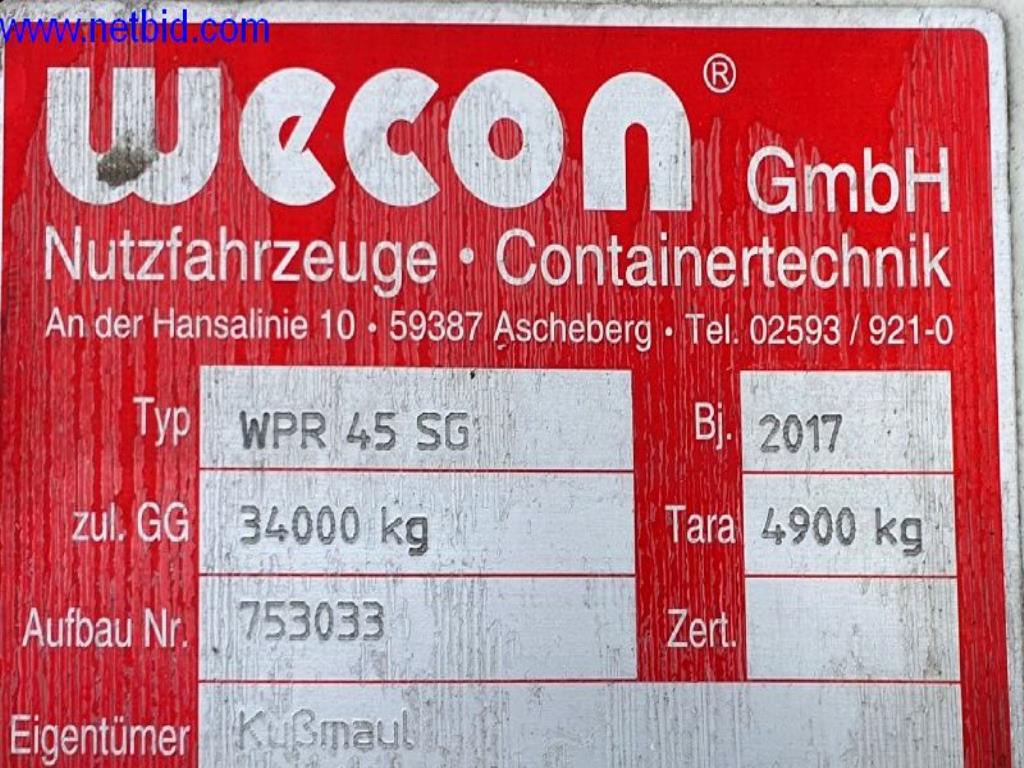 www.netbid.com
wecon ® GmbH
Nutzfahrzeuge · Containertechnik
An der Hansalinie 10 · 59387 Ascheberg · Tel. 02593 / 921-0
Typ WPR 45 SG Bj. 2017
zul. GG 34000 kg Tara 4900 kg
Aufbau Nr. 753033 Zert.
Eigentümer Kußmaul